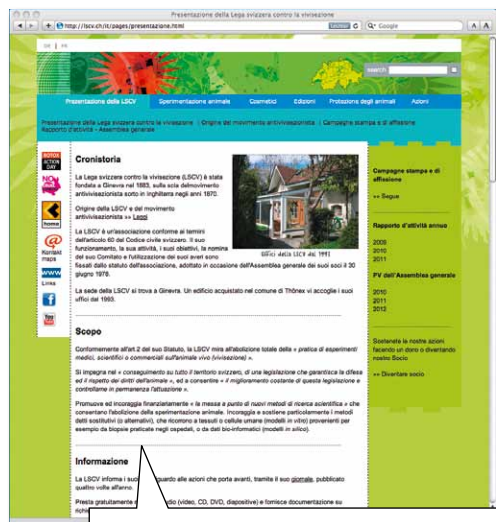 Presentazione della Lega svizzera contro la vivisezione
http://lscv.ch/it/pages/presentazione.html
Google
A A
DE | FR
search
Presentazione della LSCV Sperimentazione animale Cosmetici Edizioni Protezione degli animali Azioni
Presentazione della Lega svizzera contro la vivisezione | Origine del movimento antivivisezionista | Campagne stampa e di affissione
Rapporto d'attività - Assemblea generale
ROTOX
ACTION
DAY
home
Kontakt
maps
www
Links
You
Tube
Cronistoria
La Lega svizzera contro la vivisezione (LSCV) è stata
fondata a Ginevra nel 1883, sulla scia delmovimento
antivivisezionista sorto in Inghilterra negli anni 1870.
Origine della LSCV e del movimento
antivivisezionista »» Leggi
La LSCV è un'associazione conforme ai termini
dell'articolo 60 del Codice civile svizzero. Il suo
funzionamento, la sua attività, i suoi obiettivi, la nomina
del suo Comitato e l'utilizzazione dei suoi averi sono
fissati dallo statuto dell'associazione, adottato in occasione dell'Assemblea generale dei suoi soci il 30
giugno 1978.
Uffici della LSCV dal 1991
La sede della LSCV si trova a Ginevra. Un edificio acquistato nel comune di Thônex vi accoglie i suoi
uffici dal 1993.
Scopo
Conformemente all'art.2 del suo Statuto, la LSCV mira all'abolizione totale della « pratica di esperimenti
medici, scientifici o commerciali sull'animale vivo (vivisezione) ».
Si impegna nel « conseguimento su tutto il territorio svizzero, di una legislazione che garantisca la difesa
ed il rispetto dei diritti dell'animale », ed a consentire « il miglioramento costante di questa legislazione e
controllarne in permanenza l'attuazione ».
Promuove ed incoraggia finanziariamente « la messa a punto di nuovi metodi di ricerca scientifica » che
consentano l'abolizione della sperimentazione animale. Incoraggia e sostiene particolarmente i metodi
detti sostitutivi (o alternativi), che ricorrono a tessuti o cellule umane (modelli in vitro) provenienti per
esempio da biopsie praticate negli ospedali, o da dati bio-informatici (modelli in silico).
Informazione
La LSCV informa i suoi guardo alle azioni che porta avanti, tramite il suo giornale, pubblicato
quattro volte all'anno.
Presta gratuitamente dio (video, CD, DVD, diapositive) e fornisce documentazione su
Campagne stampa e di
affissione
»» Segue
Rapporto d'attività annuo
2009
2010
2011
PV dell'Assemblea generale
2010
2011
2012
Sostenete le nostre azioni
facendo un dono o diventando
nostro Socio
»» Diventare socio